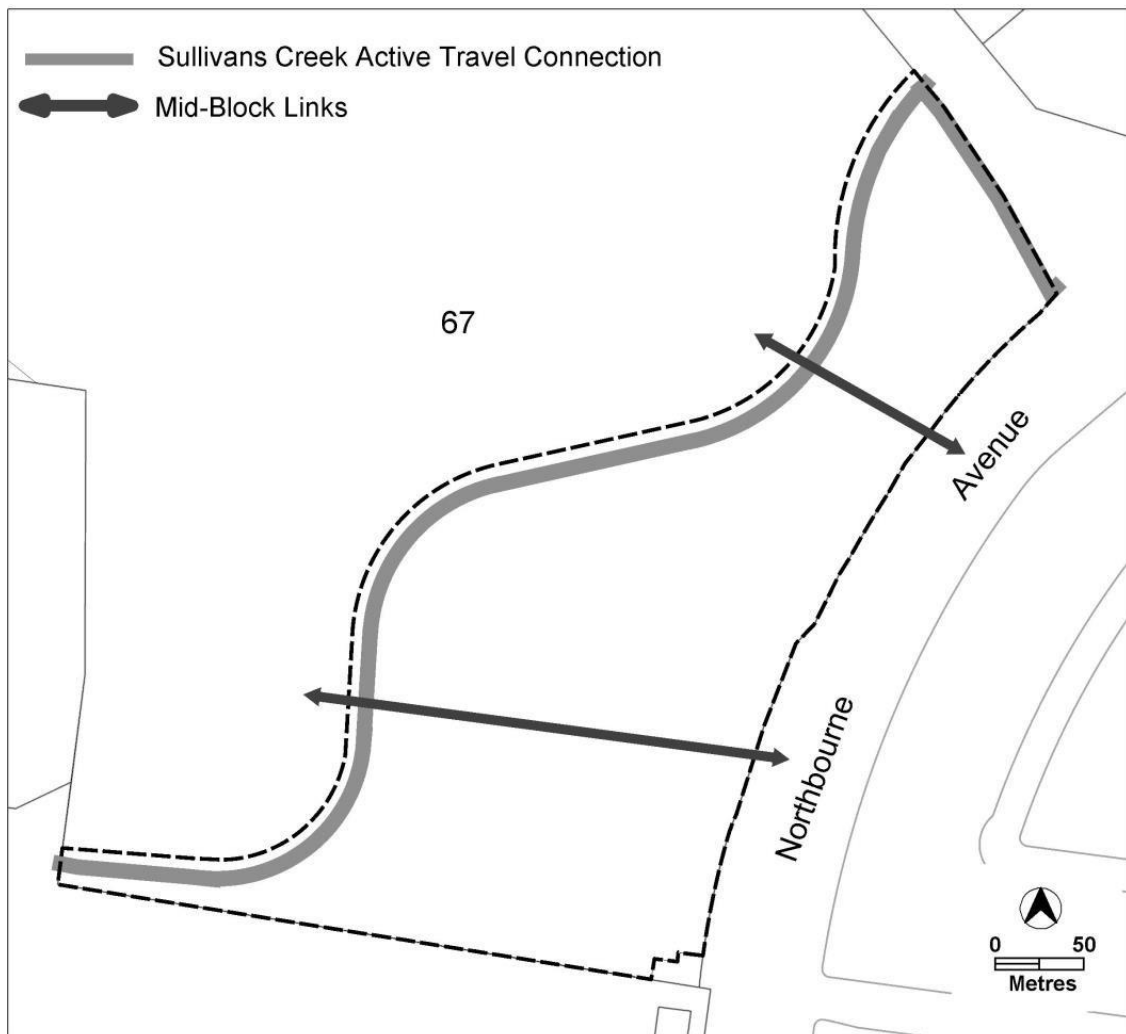 Sullivans Creek Active Travel Connection
Mid-Block Links
67
Avenue
Northbourne
0 50
Metres